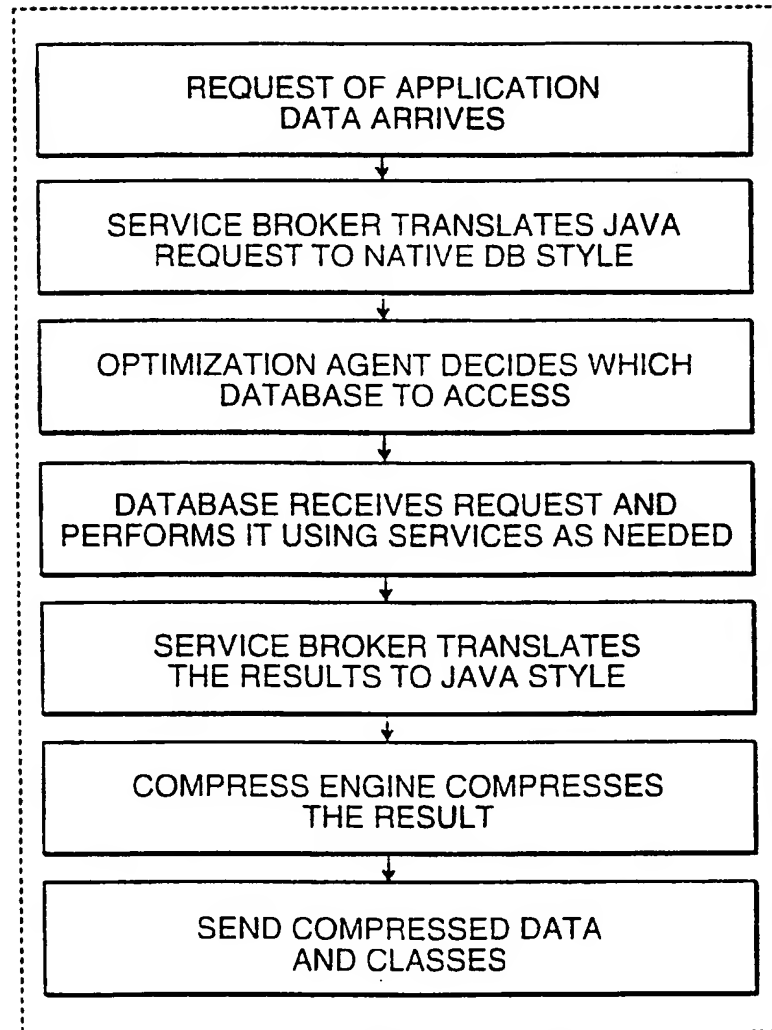 REQUEST OF APPLICATION
DATA ARRIVES
SERVICE BROKER TRANSLATES JAVA
REQUEST TO NATIVE DB STYLE
OPTIMIZATION AGENT DECIDES WHICH
DATABASE TO ACCESS
DATABASE RECEIVES REQUEST AND
PERFORMS IT USING SERVICES AS NEEDED
SERVICE BROKER TRANSLATES
THE RESULTS TO JAVA STYLE
COMPRESS ENGINE COMPRESSES
THE RESULT
SEND COMPRESSED DATA
AND CLASSES